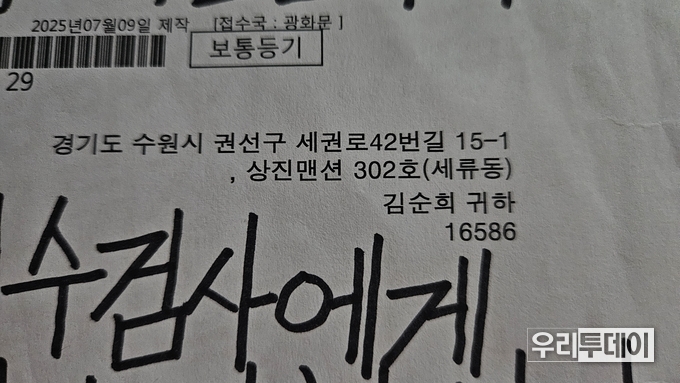 2025년07월09일 제작 [접수국 : 광화문 ]
보통등기
29
경기도 수원시 권선구 세권로42번길 15-1
, 상진맨션 302호(세류동)
김순희 귀하
16586
수검사에게
우리투데이